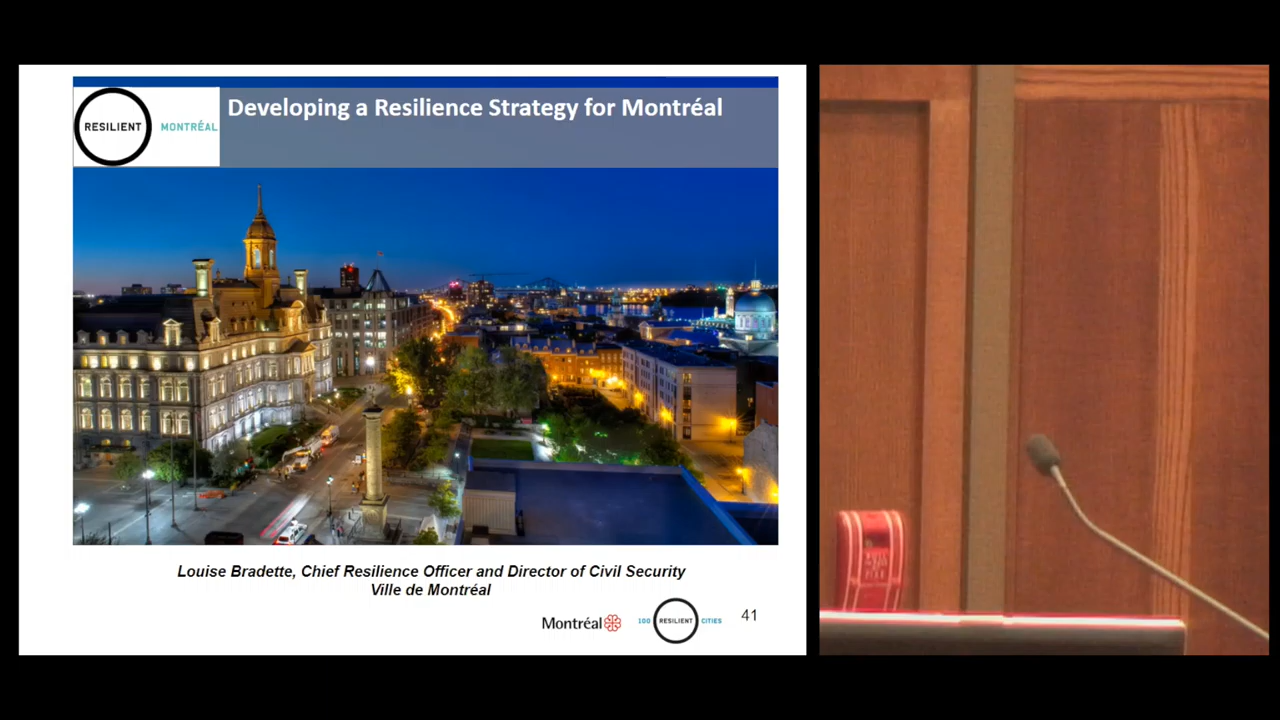 Developing a Resilience Strategy for Montréal
RESILIENT MONTRÉAL
Louise Bradette, Chief Resilience Officer and Director of Civil Security
Ville de Montréal
Montréal
100 RESILIENT CITIES
41